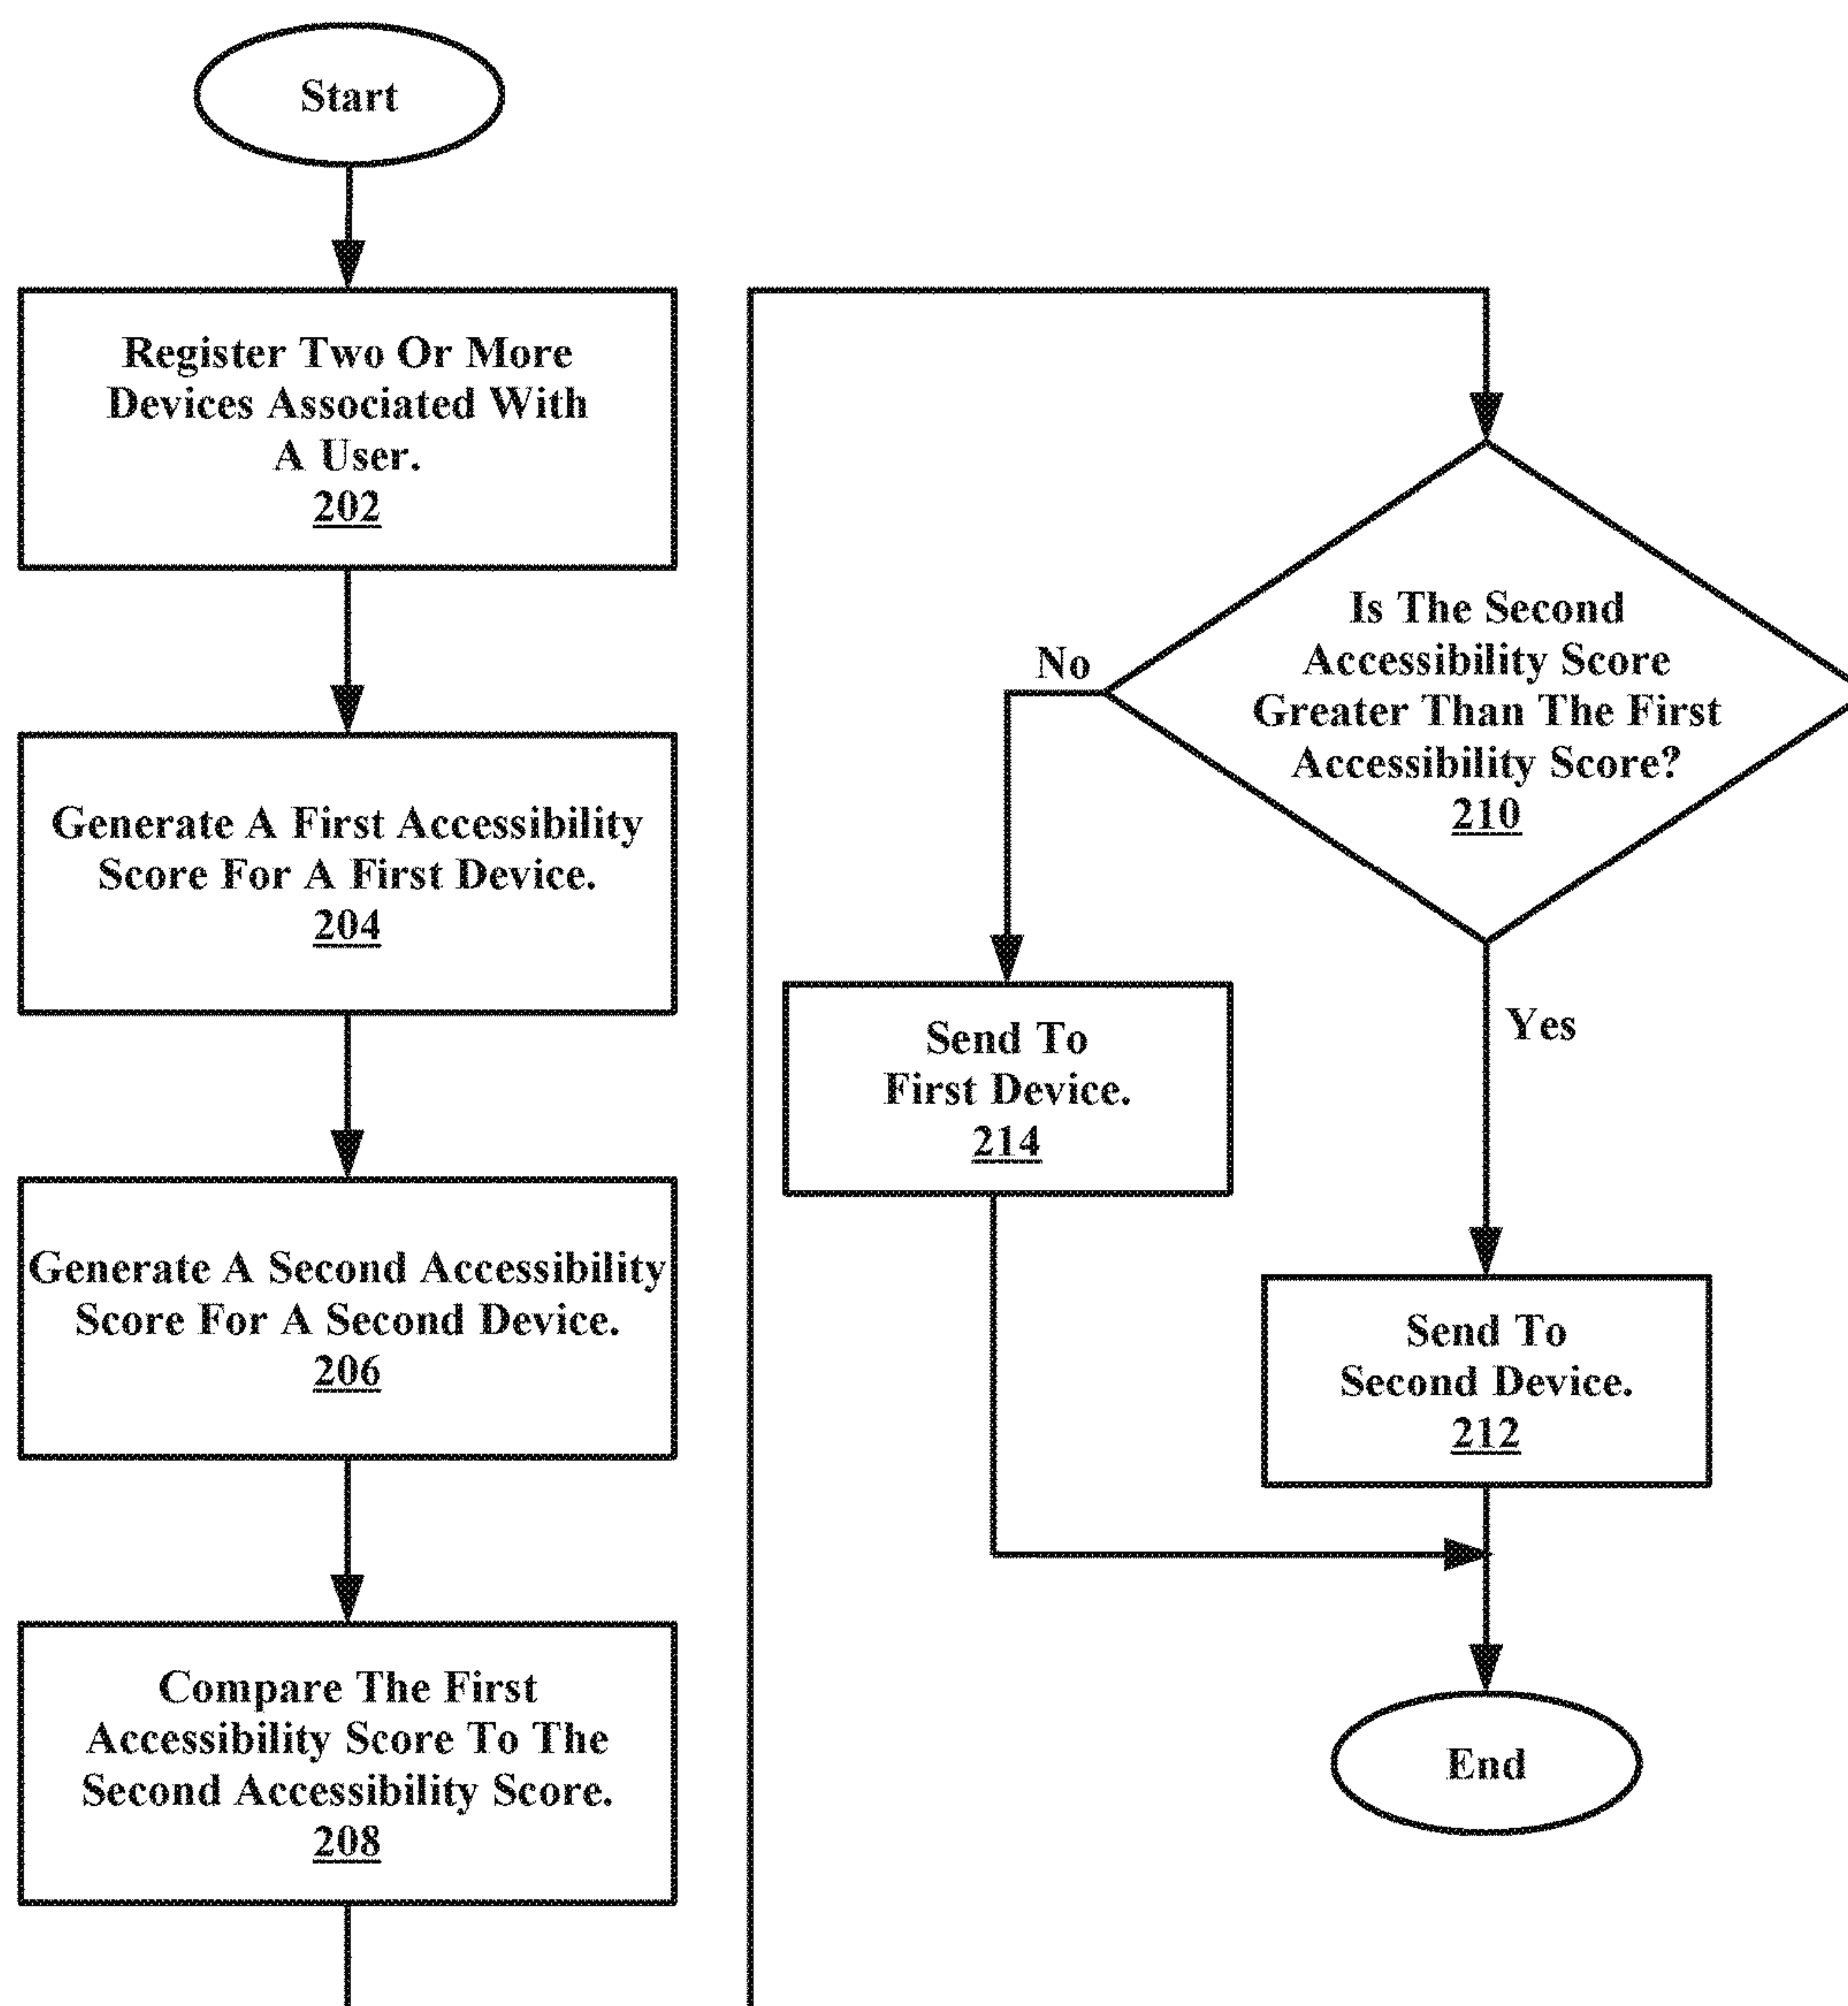 Start
Register Two Or More
Devices Associated With
A User.
202
Generate A First Accessibility
Score For A First Device.
204
Generate A Second Accessibility
Score For A Second Device.
206
Compare The First
Accessibility Score To The
Second Accessibility Score.
208
Is The Second
Accessibility Score
Greater Than The First
Accessibility Score?
210
No
Yes
Send To
First Device.
214
Send To
Second Device.
212
End